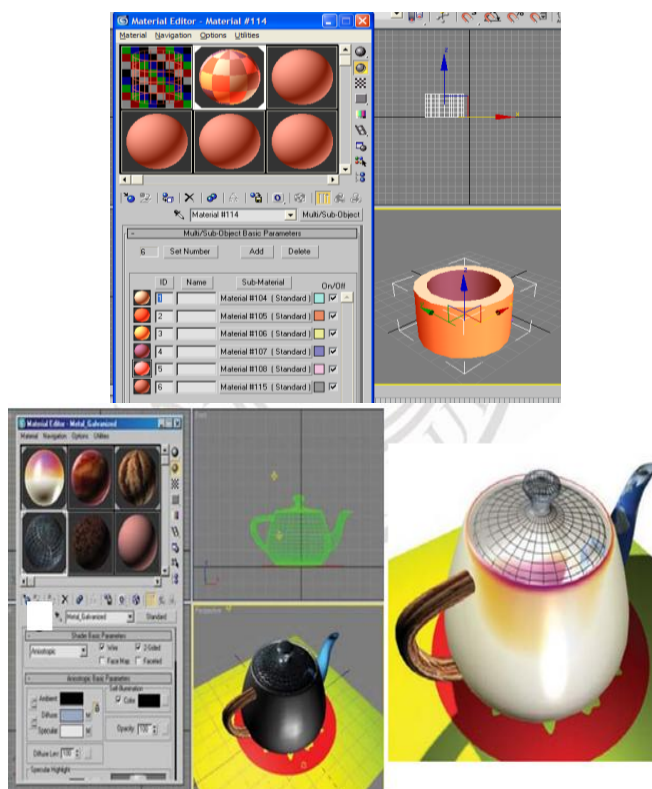 Material Editor - Material #114
Material Navigation Options Utilities
Material #114 Multi/Sub-Object
Multi/Sub-Object Basic Parameters
6 Set Number Add Delete
ID Name Sub-Material On/Off
1 Material #104 ( Standard )
2 Material #105 ( Standard )
3 Material #106 ( Standard )
4 Material #107 ( Standard )
5 Material #108 ( Standard )
6 Material #115 ( Standard )
Material Editor - Metal_Galvanized
Material Navigation Options Utilities
Metal_Galvanized Standard
Shader Basic Parameters
Anisotropic Wire 2-Sided
Face Map Faceted
Anisotropic Basic Parameters
Self-Illumination
Ambient: Color
Diffuse: M
Specular: M Opacity: 100
Diffuse Lev: 100
Specular Highlight
Front
Perspective